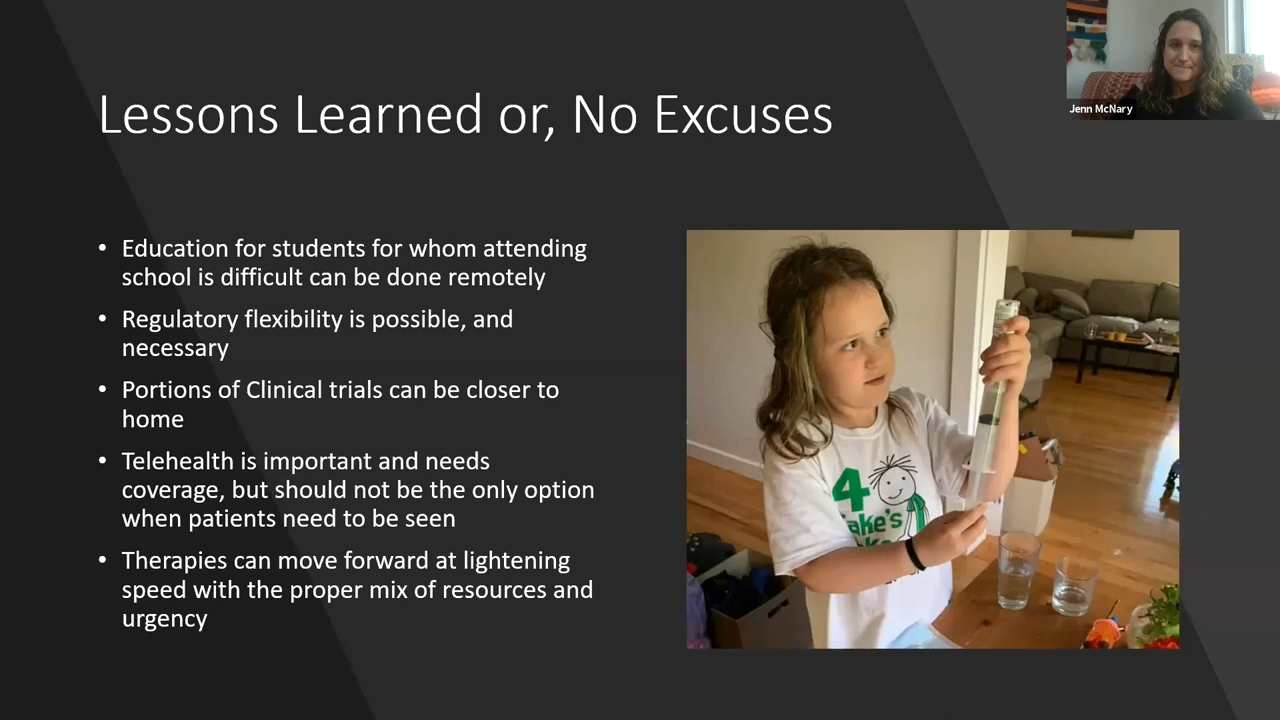 Jenn McNary
Lessons Learned or, No Excuses
• Education for students for whom attending
school is difficult can be done remotely
• Regulatory flexibility is possible, and
necessary
• Portions of Clinical trials can be closer to
home
• Telehealth is important and needs
coverage, but should not be the only option
when patients need to be seen
• Therapies can move forward at lightening
speed with the proper mix of resources and
urgency
4
ake's